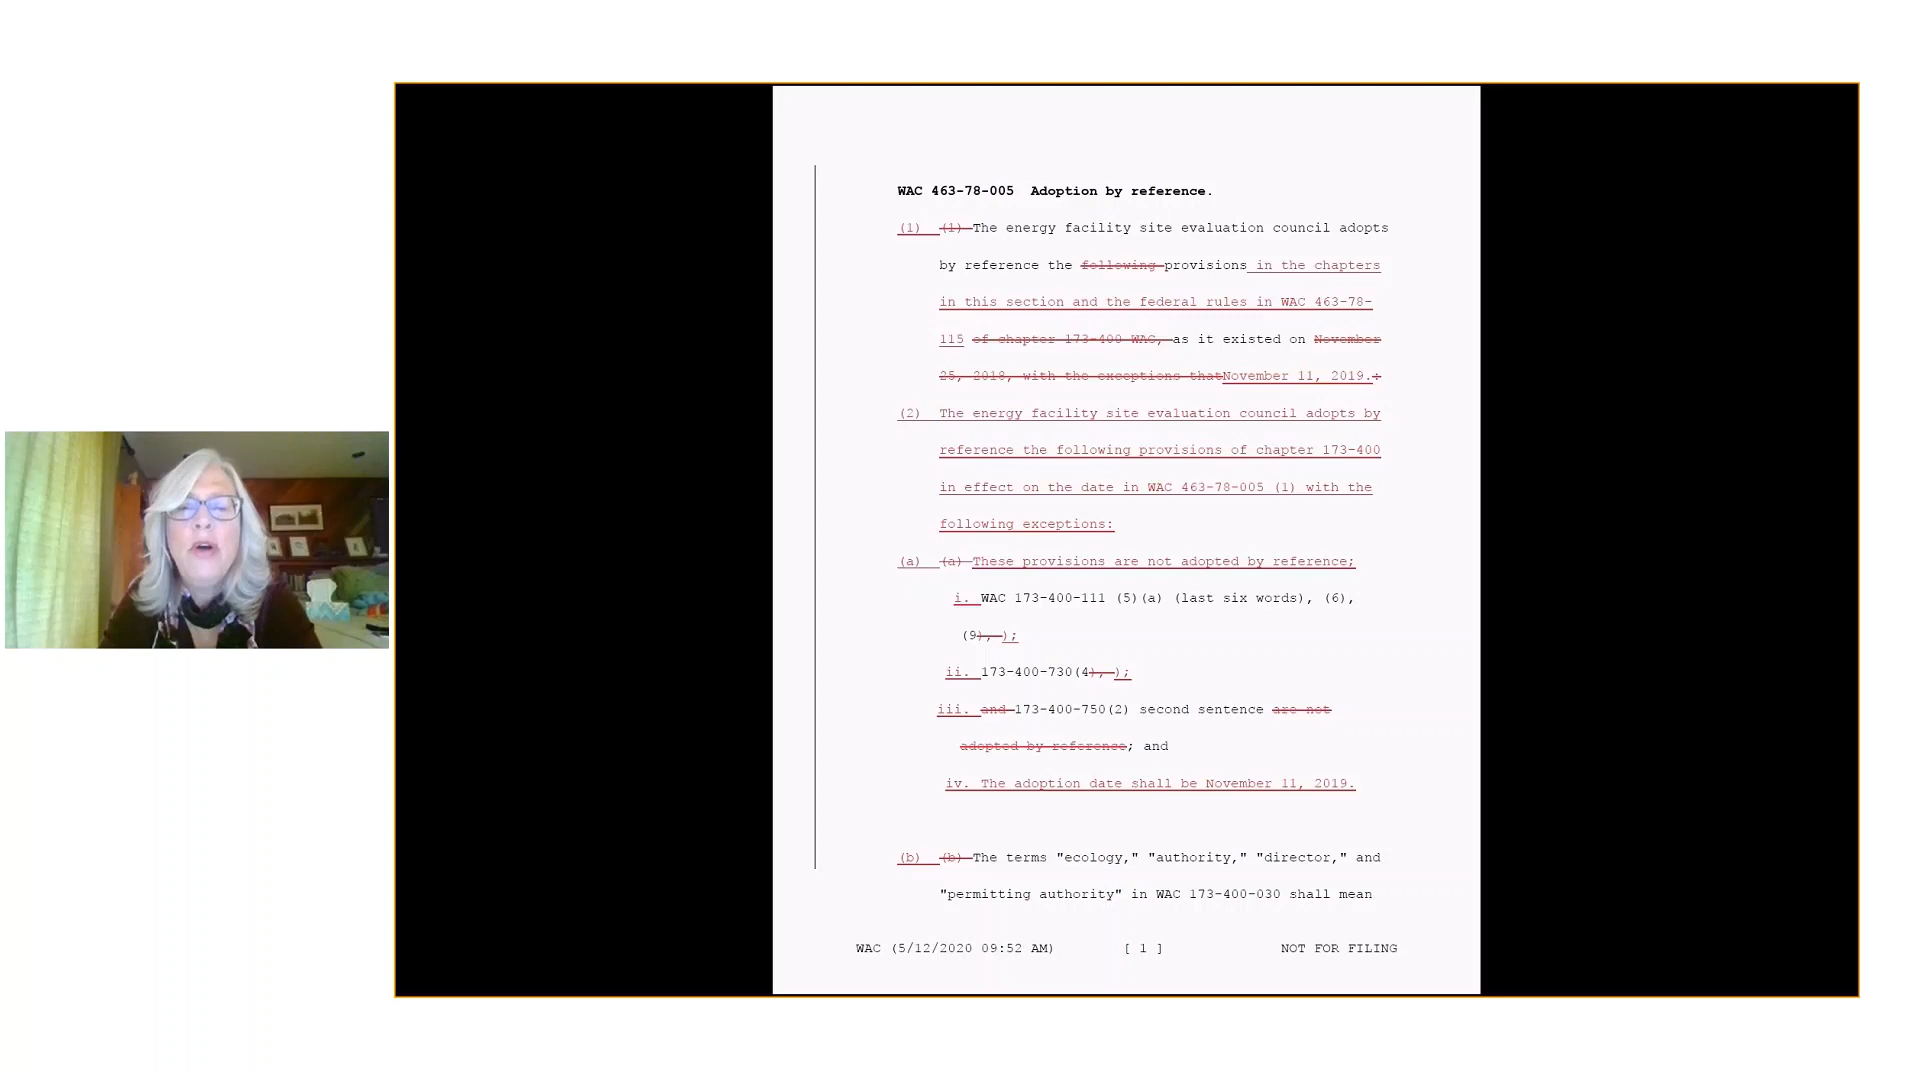 WAC 463-78-005 Adoption by reference.
(1) (1) The energy facility site evaluation council adopts
by reference the following provisions in the chapters
in this section and the federal rules in WAC 463-78-
115 of chapter 173-400 WAC, as it existed on November
25, 2018, with the exceptions thatNovember 11, 2019.:
(2) The energy facility site evaluation council adopts by
reference the following provisions of chapter 173-400
in effect on the date in WAC 463-78-005 (1) with the
following exceptions:
(a) (a) These provisions are not adopted by reference;
i. WAC 173-400-111 (5)(a) (last six words), (6),
(9), );
ii. 173-400-730(4), );
iii. and 173-400-750(2) second sentence are not
adopted by reference; and
iv. The adoption date shall be November 11, 2019.
(b) (b) The terms "ecology," "authority," "director," and
"permitting authority" in WAC 173-400-030 shall mean
WAC (5/12/2020 09:52 AM) [ 1 ] NOT FOR FILING